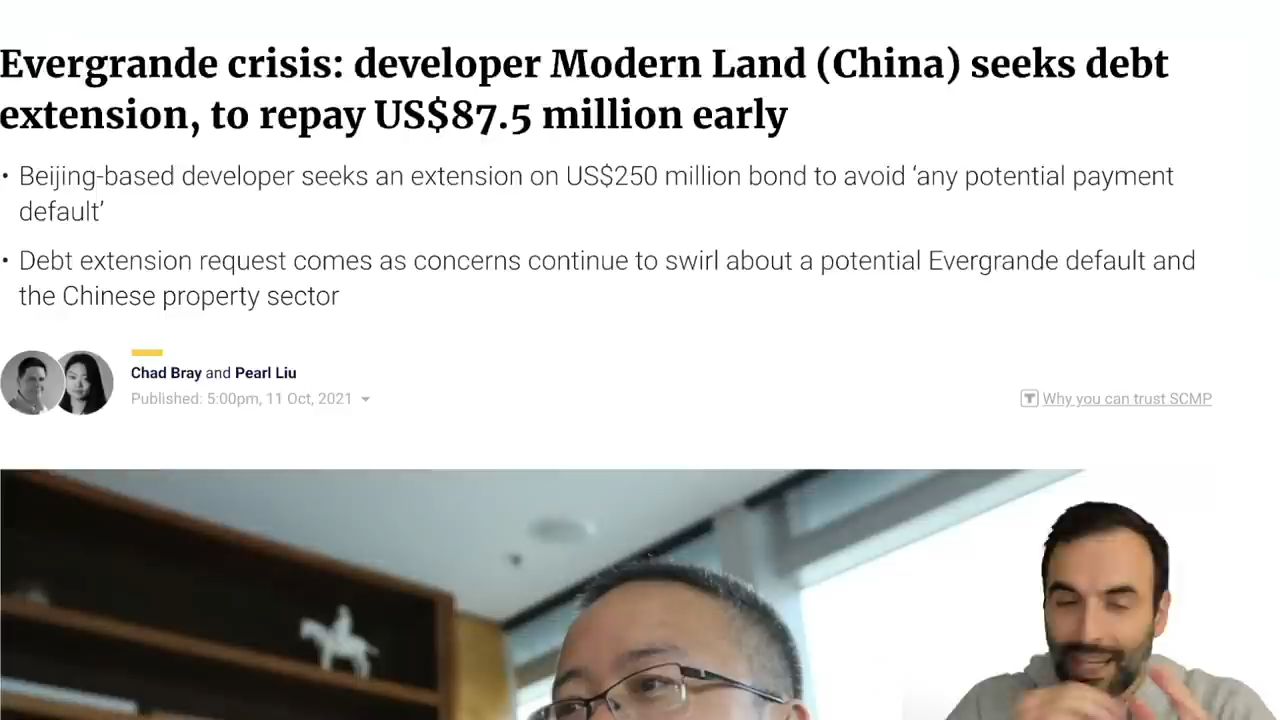 Evergrande crisis: developer Modern Land (China) seeks debt
extension, to repay US$87.5 million early
• Beijing-based developer seeks an extension on US$250 million bond to avoid ‘any potential payment
default’
• Debt extension request comes as concerns continue to swirl about a potential Evergrande default and
the Chinese property sector
Chad Bray and Pearl Liu
Published: 5:00pm, 11 Oct, 2021
T Why you can trust SCMP